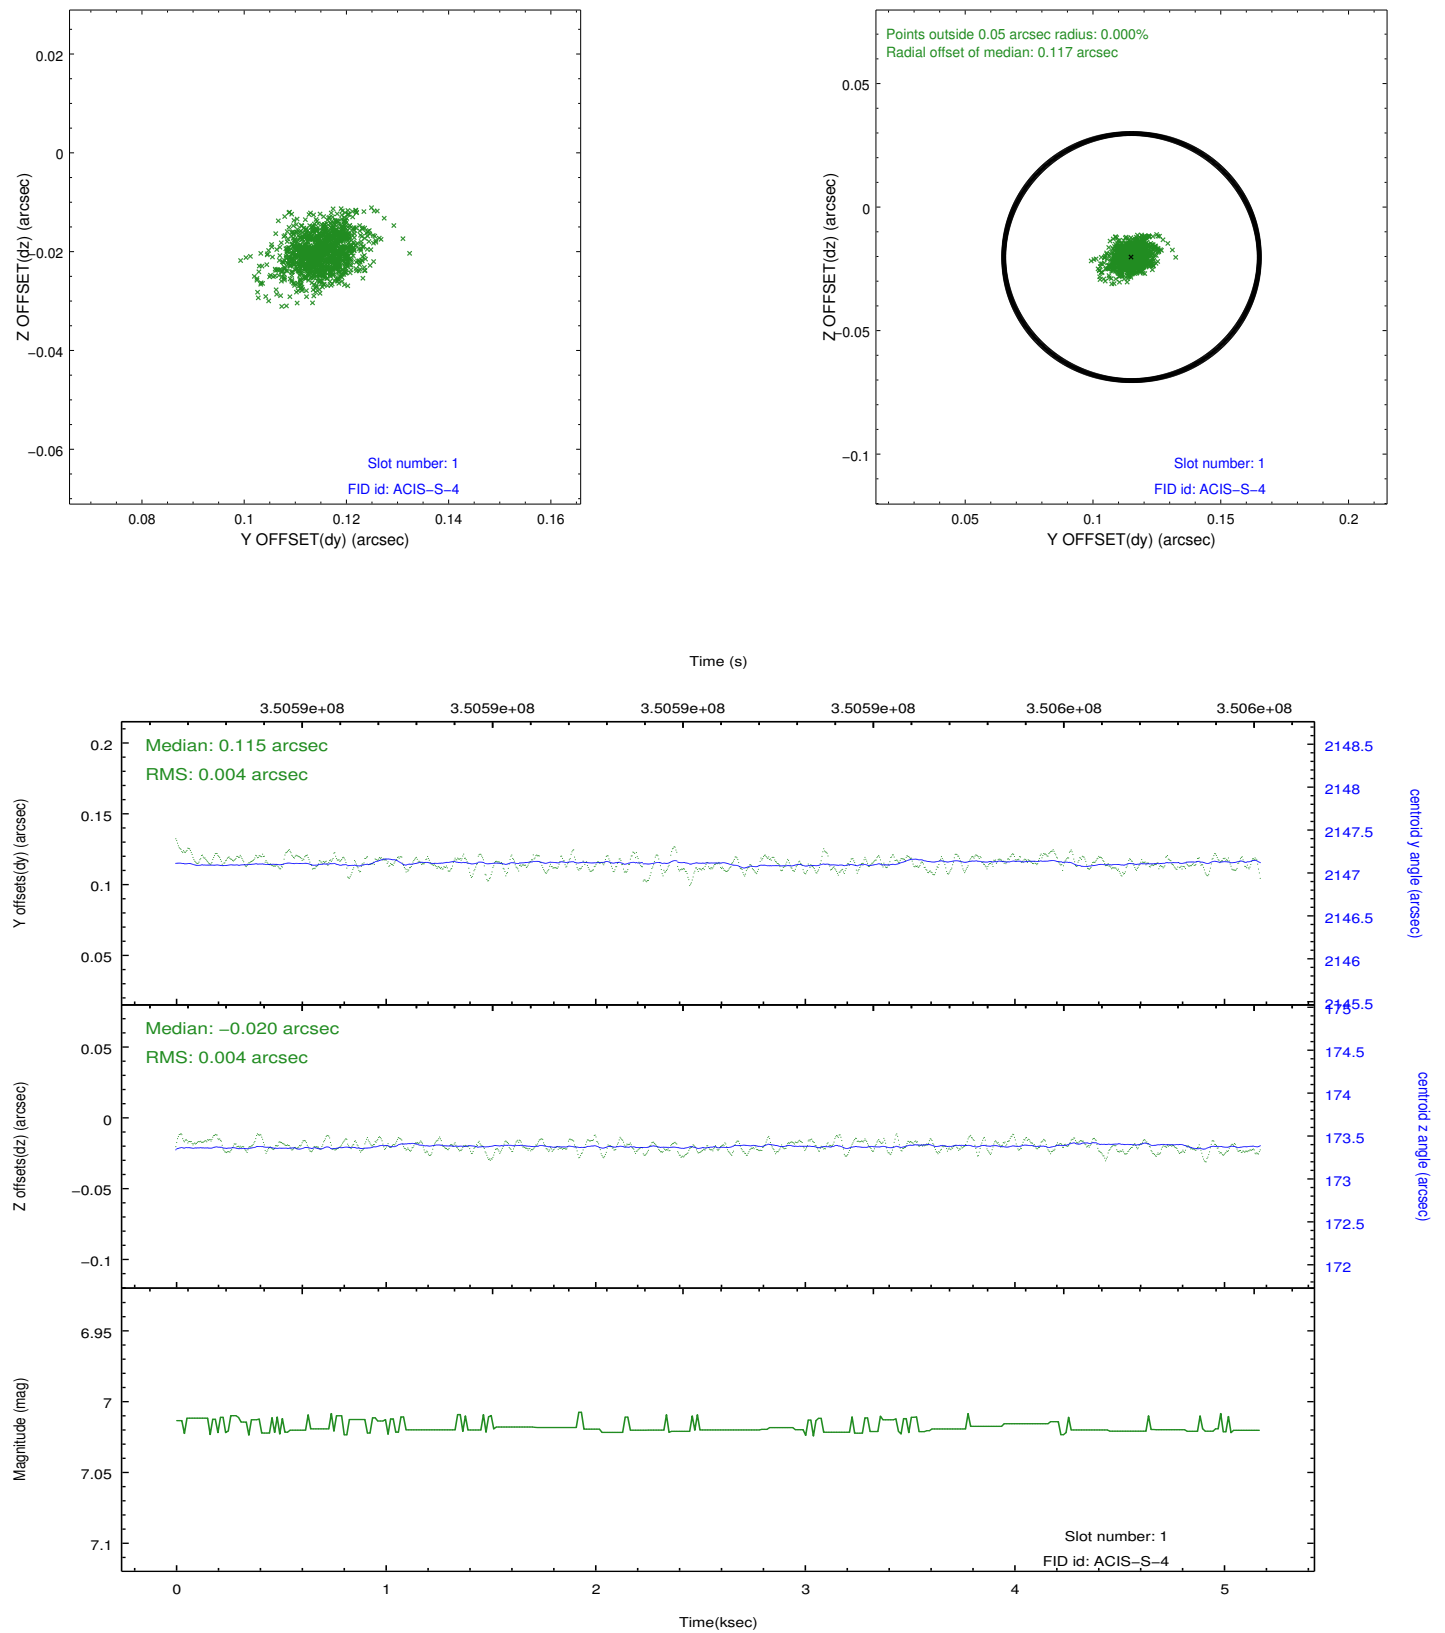 0.02
0
−0.02
−0.04
−0.06
Z OFFSET(dz) (arcsec)
Slot number: 1
FID id: ACIS−S−4
0.08
0.1
0.12
0.14
0.16
Y OFFSET(dy) (arcsec)
Points outside 0.05 arcsec radius: 0.000%
Radial offset of median: 0.117 arcsec
0.05
0
−0.05
−0.1
Z OFFSET(dz) (arcsec)
Slot number: 1
FID id: ACIS−S−4
0.05
0.1
0.15
0.2
Y OFFSET(dy) (arcsec)
Time (s)
3.5059e+08
3.5059e+08
3.5059e+08
3.5059e+08
3.506e+08
3.506e+08
Median: 0.115 arcsec
RMS: 0.004 arcsec
0.2
0.15
0.1
0.05
Y offsets(dy) (arcsec)
2148.5
2148
2147.5
2147
2146.5
2146
2145.5
centroid y angle (arcsec)
Median: −0.020 arcsec
RMS: 0.004 arcsec
0.05
0
−0.05
−0.1
Z offsets(dz) (arcsec)
175
174.5
174
173.5
173
172.5
172
centroid z angle (arcsec)
6.95
7
7.05
7.1
Magnitude (mag)
Slot number: 1
FID id: ACIS−S−4
0
1
2
3
4
5
Time(ksec)